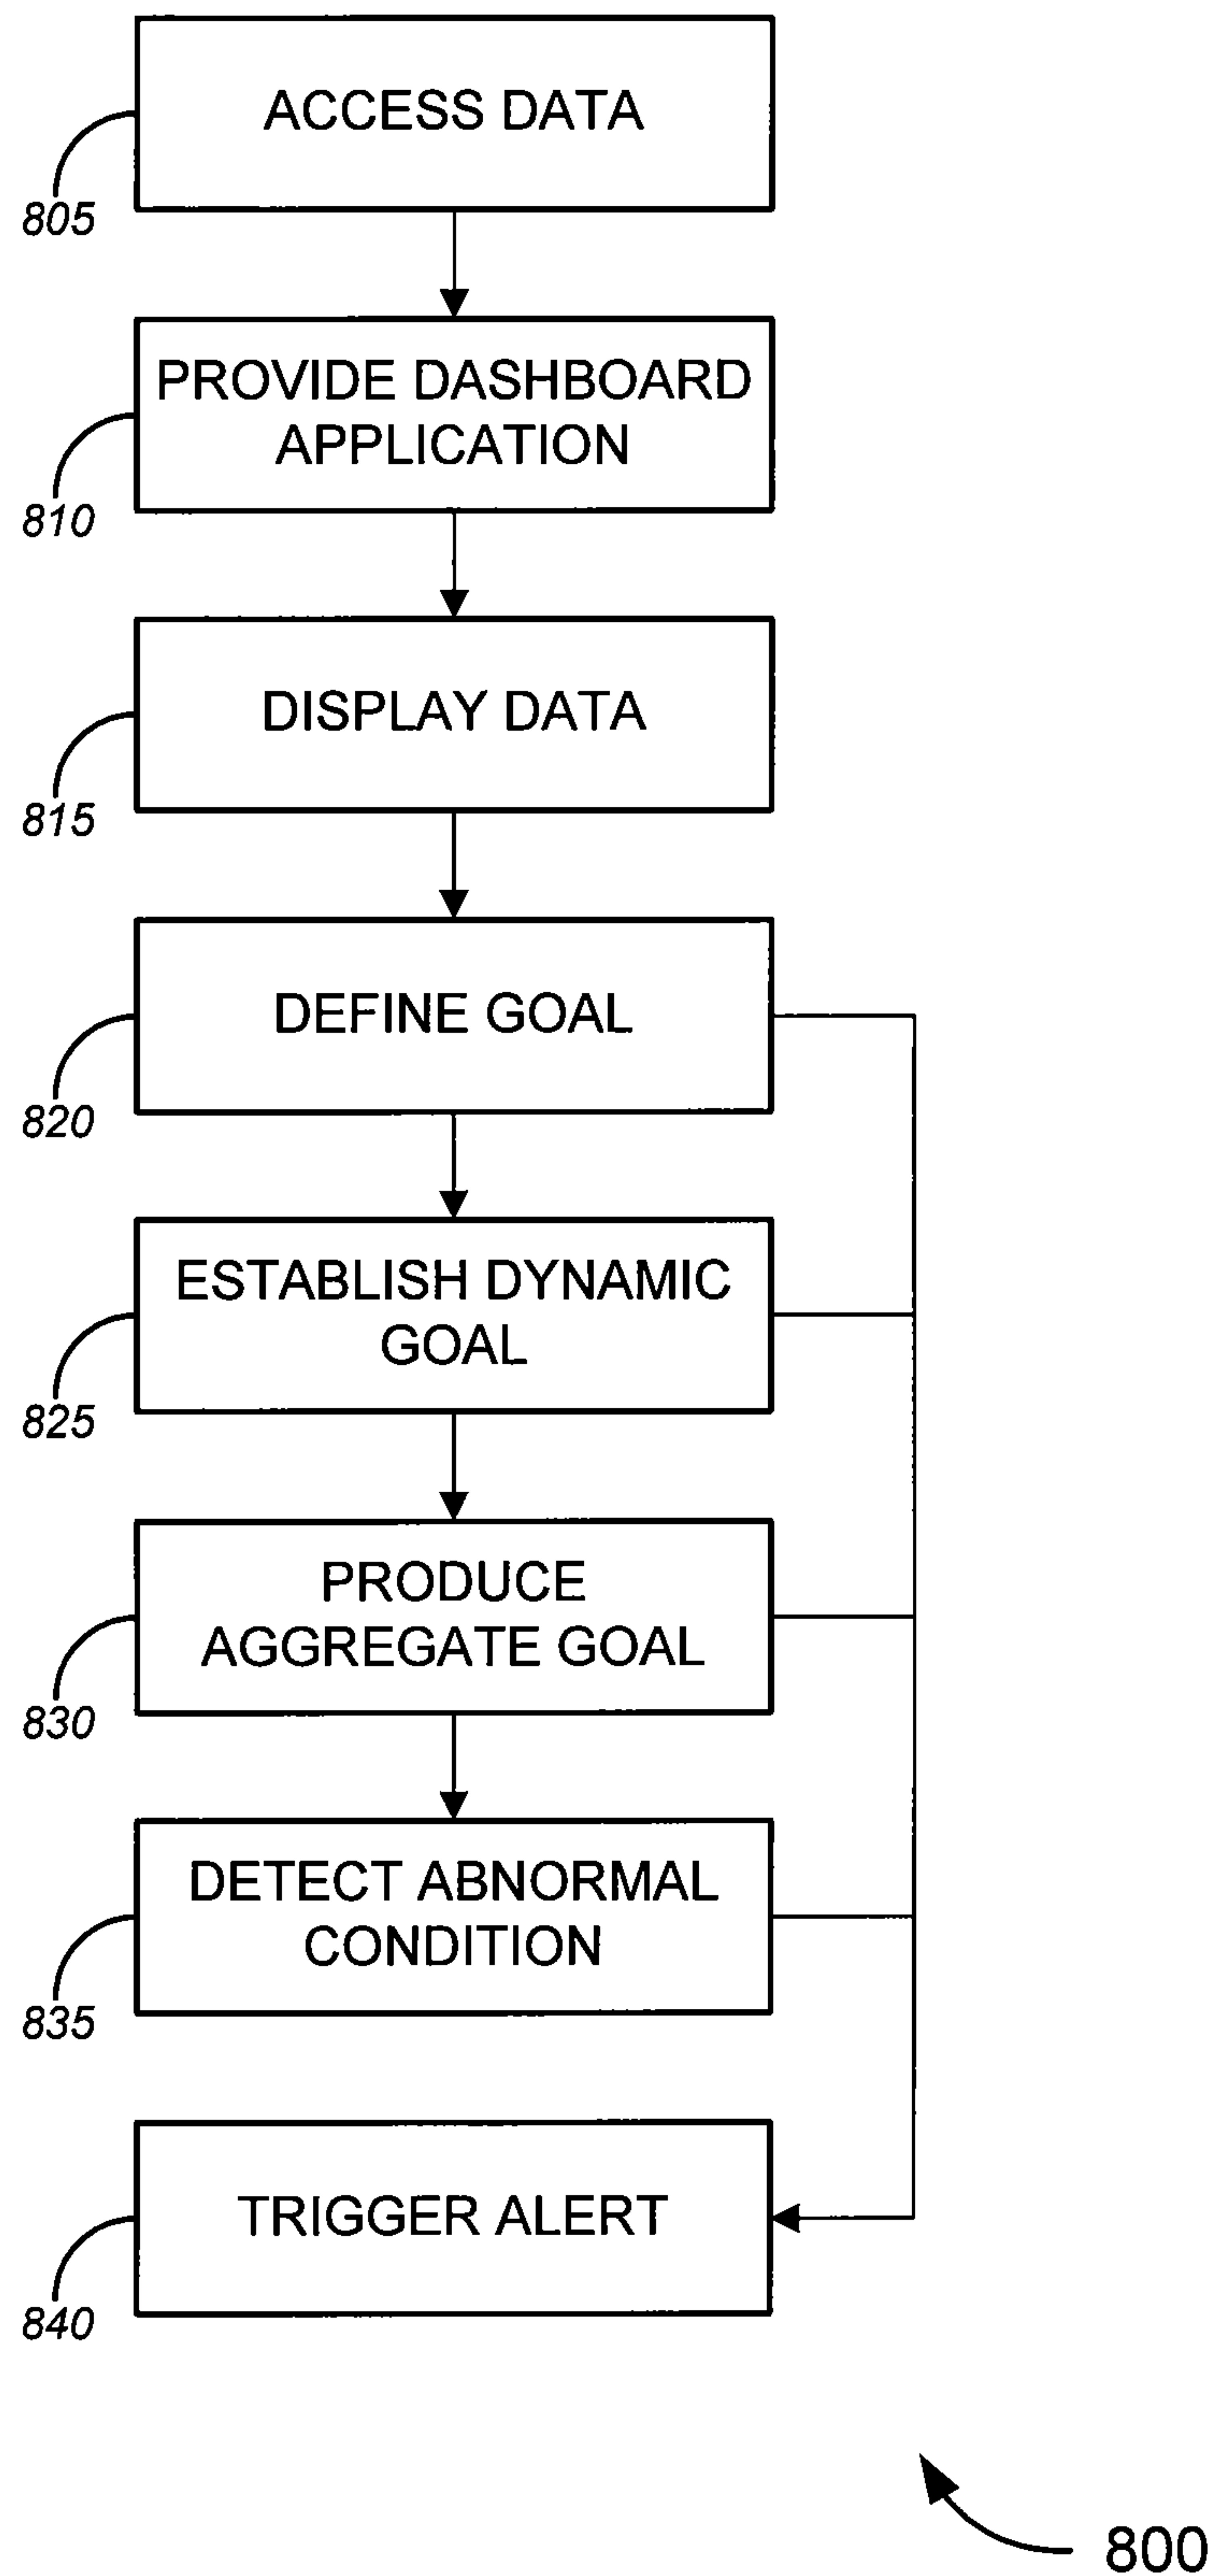 ACCESS DATA
805
PROVIDE DASHBOARD
APPLICATION
810
DISPLAY DATA
815
DEFINE GOAL
820
ESTABLISH DYNAMIC
GOAL
825
PRODUCE
AGGREGATE GOAL
830
DETECT ABNORMAL
CONDITION
835
TRIGGER ALERT
840
800